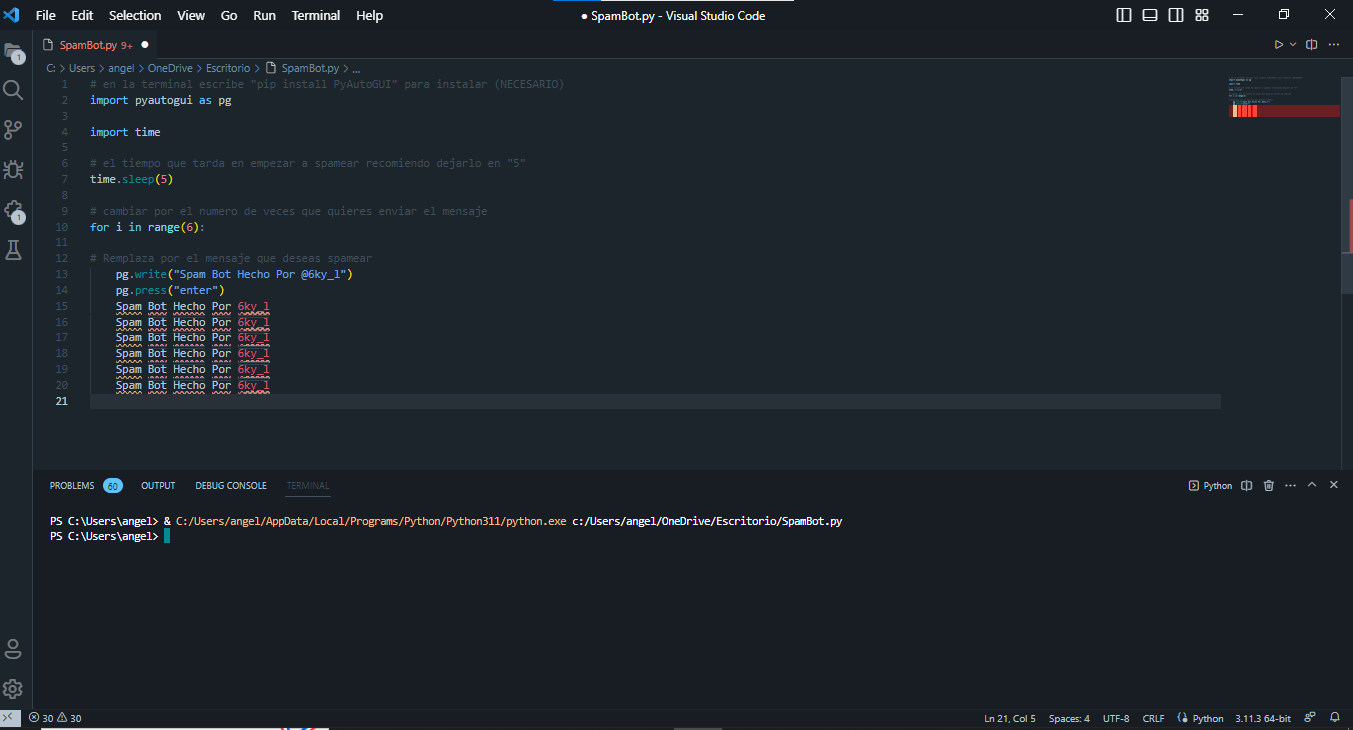 File Edit Selection View Go Run Terminal Help
● SpamBot.py - Visual Studio Code
SpamBot.py 9+ ●
C: > Users > angel > OneDrive > Escritorio > SpamBot.py > ...
1 # en la terminal escribe "pip install PyAutoGUI" para instalar (NECESARIO)
2 import pyautogui as pg
3
4 import time
5
6 # el tiempo que tarda en empezar a spamear recomiendo dejarlo en "5"
7 time.sleep(5)
8
9 # cambiar por el numero de veces que quieres enviar el mensaje
10 for i in range(6):
11
12 # Remplaza por el mensaje que deseas spamear
13 pg.write("Spam Bot Hecho Por @6ky_l")
14 pg.press("enter")
15 Spam Bot Hecho Por 6ky_l
16 Spam Bot Hecho Por 6ky_l
17 Spam Bot Hecho Por 6ky_l
18 Spam Bot Hecho Por 6ky_l
19 Spam Bot Hecho Por 6ky_l
20 Spam Bot Hecho Por 6ky_l
21
1
1
PROBLEMS 60 OUTPUT DEBUG CONSOLE TERMINAL
Python
PS C:\Users\angel> & C:/Users/angel/AppData/Local/Programs/Python/Python311/python.exe c:/Users/angel/OneDrive/Escritorio/SpamBot.py
PS C:\Users\angel>
30 30
Ln 21, Col 5 Spaces: 4 UTF-8 CRLF Python 3.11.3 64-bit